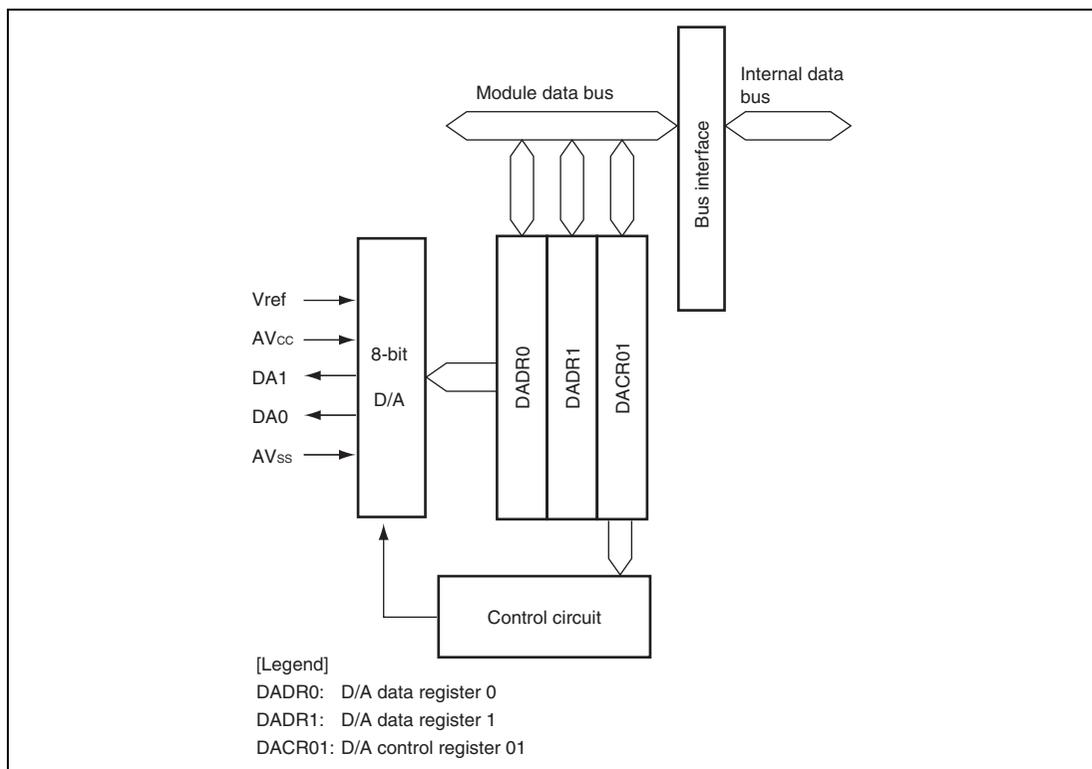 Module data bus
Internal data
bus
Bus interface
Vref
AVCC
DA1
DA0
AVSS
8-bit
D/A
DADR0
DADR1
DACR01
Control circuit
[Legend]
DADR0: D/A data register 0
DADR1: D/A data register 1
DACR01: D/A control register 01